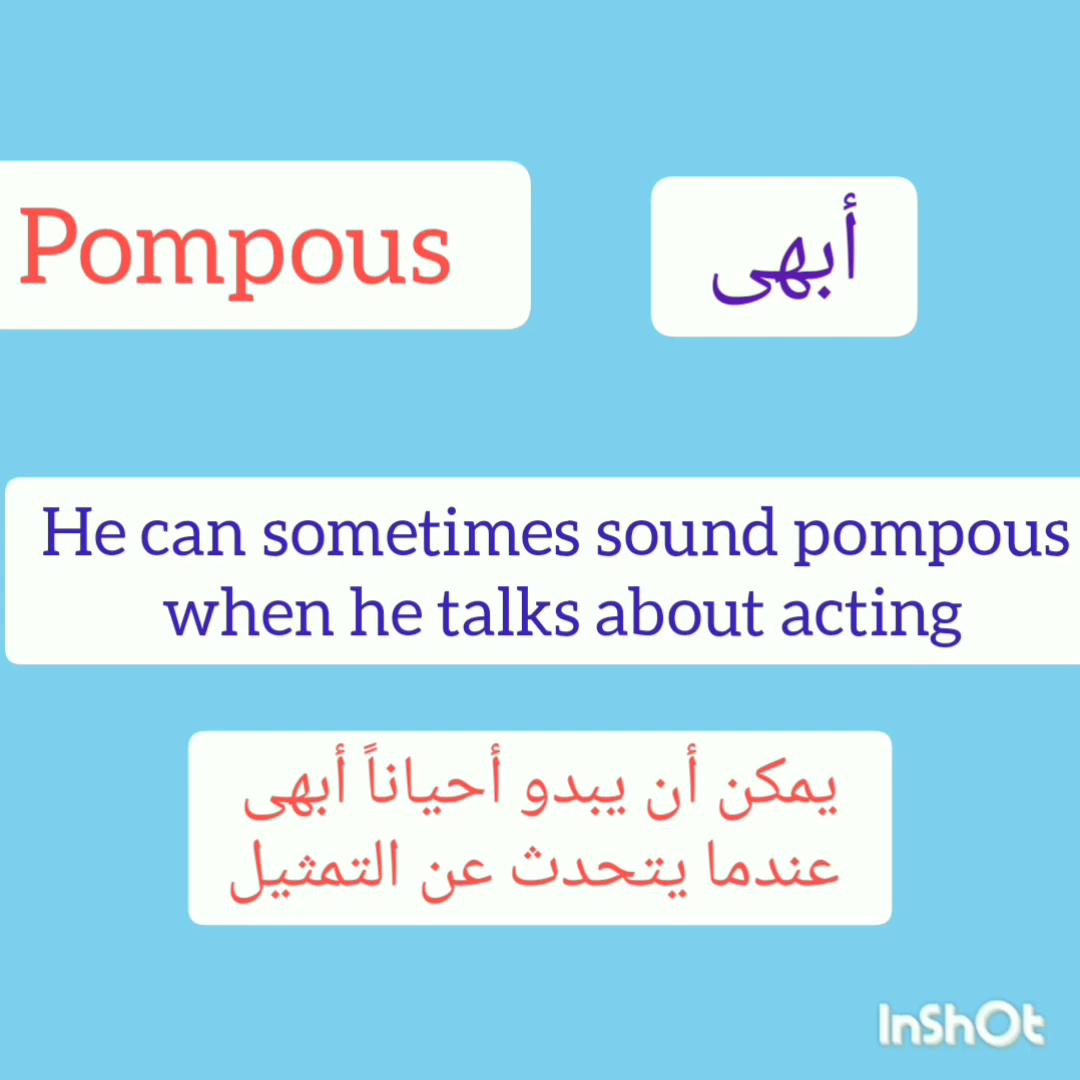 Pompous
أبهى
He can sometimes sound pompous
when he talks about acting
يمكن أن يبدو أحياناً أبهى
عندما يتحدث عن التمثيل
InShOt